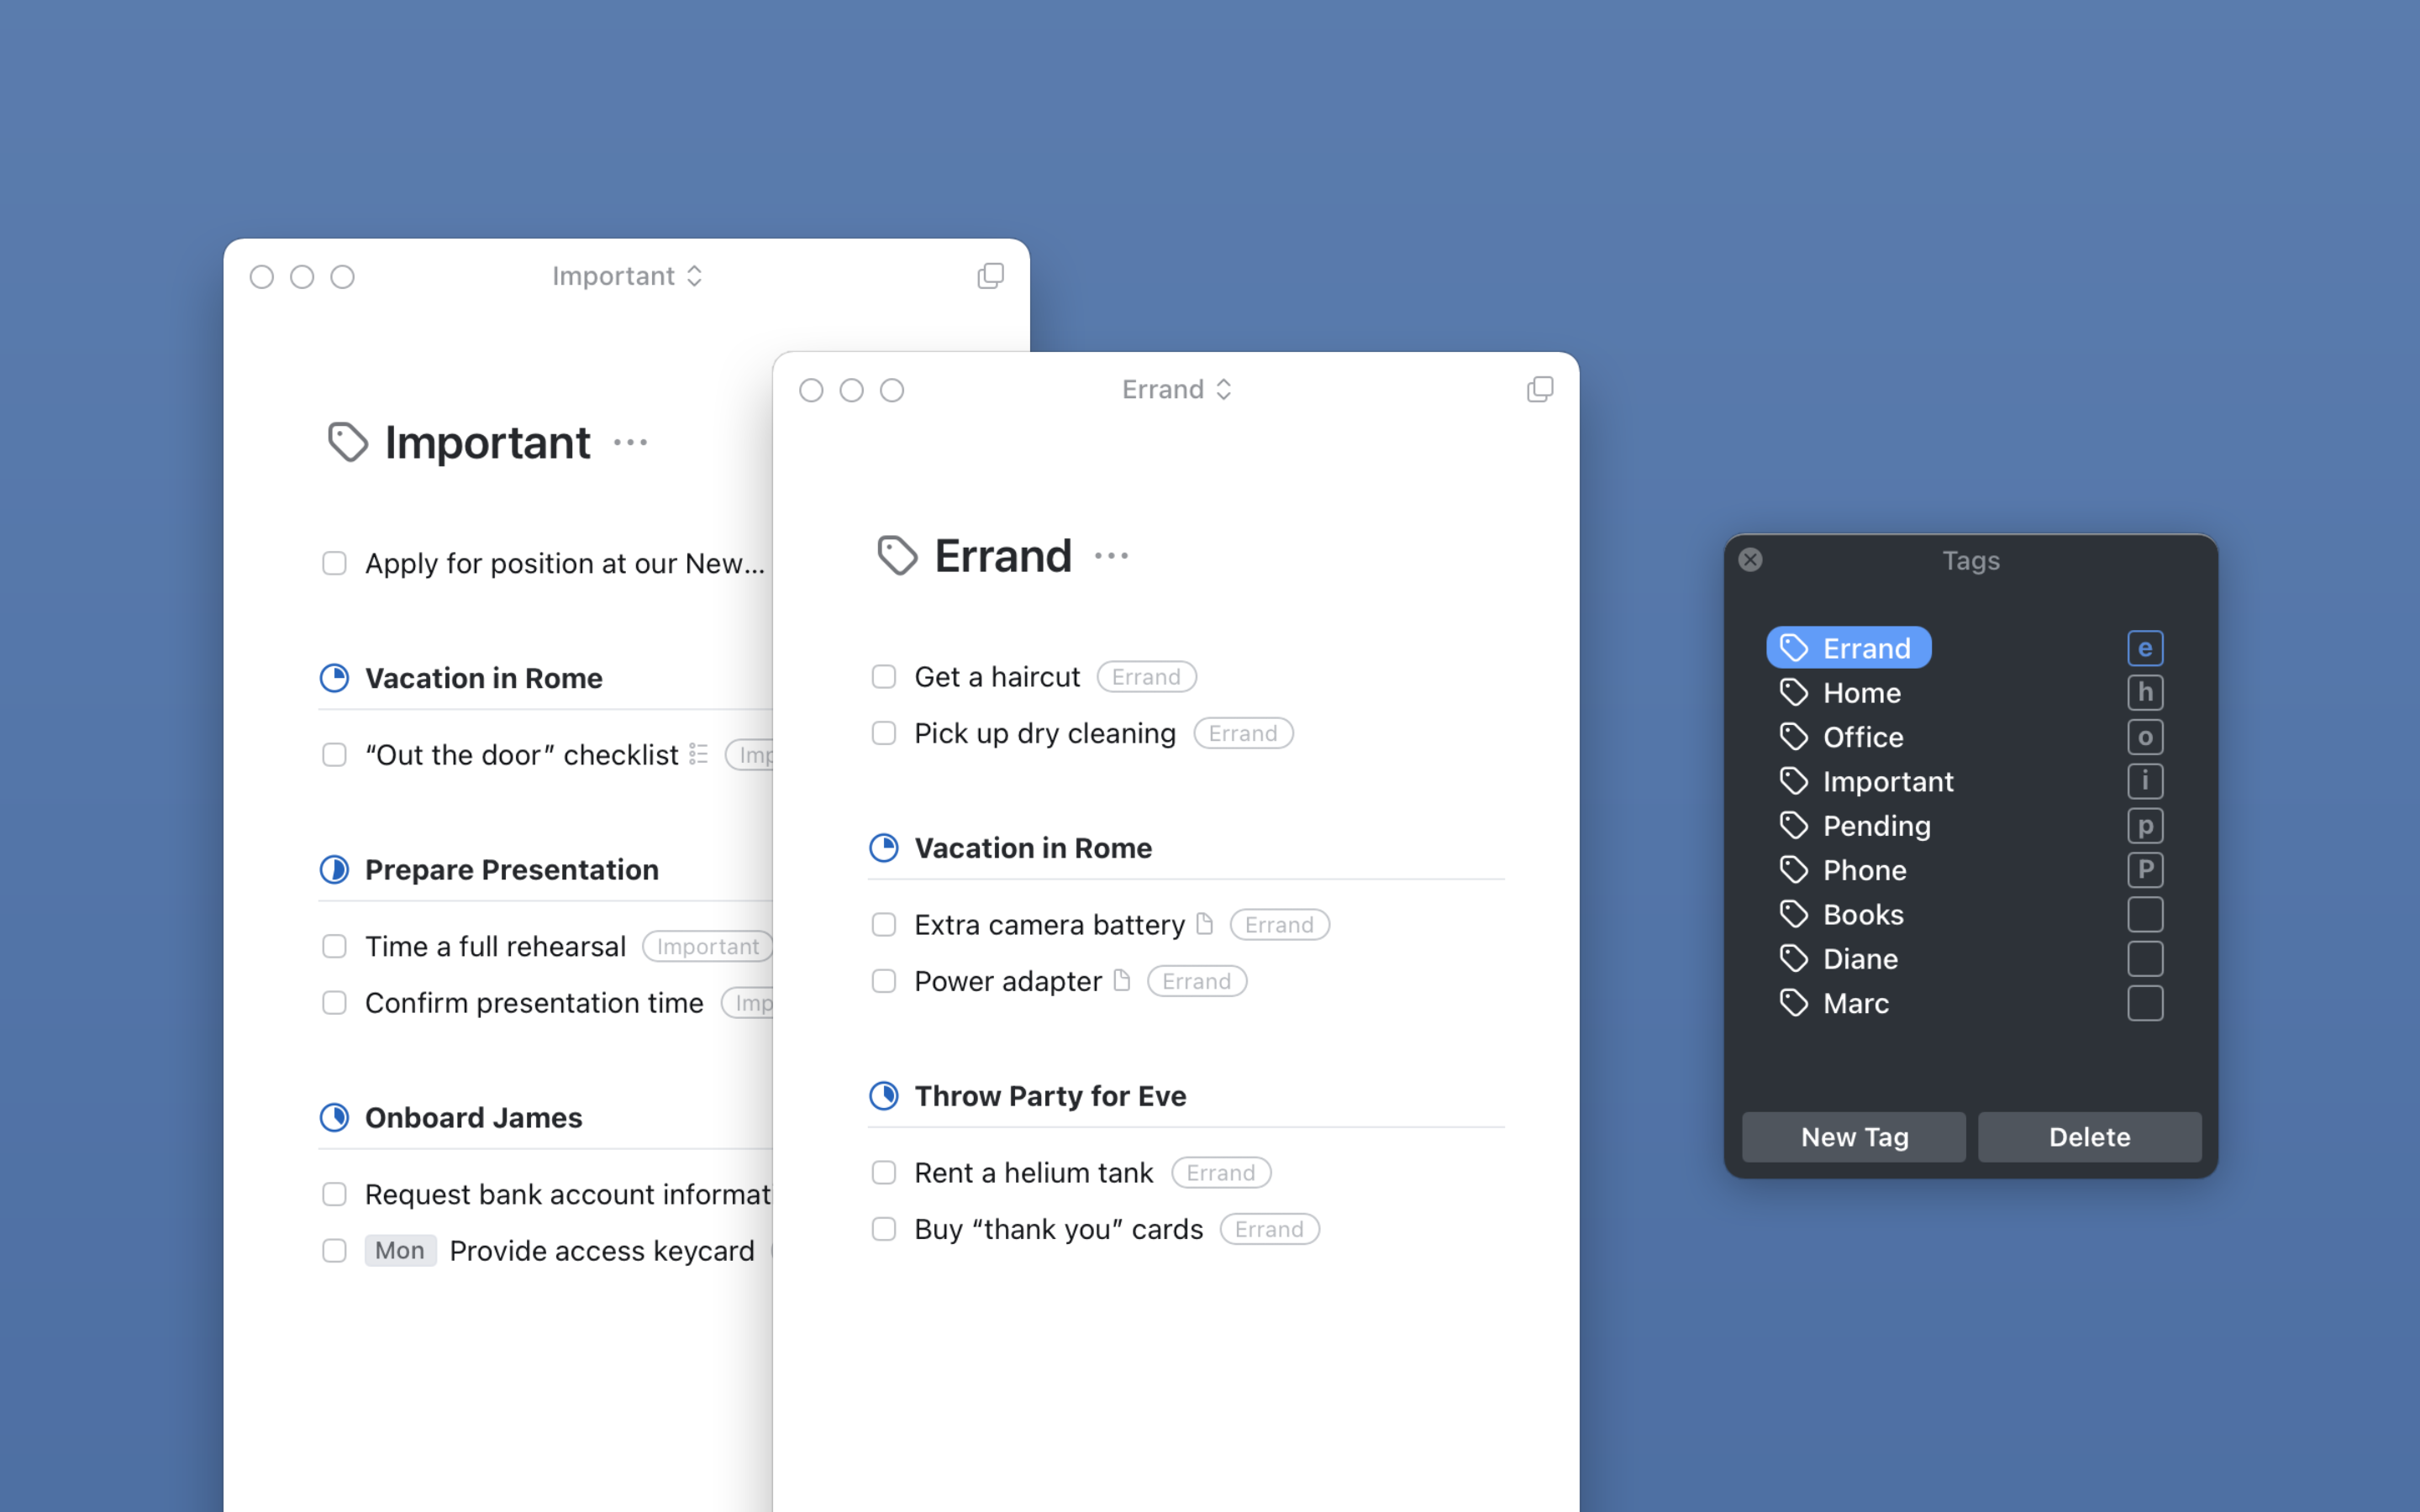 Important
Important
Apply for position at our New...
Vacation in Rome
“Out the door” checklist
Prepare Presentation
Time a full rehearsal Important
Confirm presentation time
Onboard James
Request bank account
Mon Provide access keycard
Errand
Errand
Get a haircut Errand
Pick up dry cleaning Errand
Vacation in Rome
Extra camera battery Errand
Power adapter Errand
Throw Party for Eve
Rent a helium tank Errand
Buy “thank you” cards Errand
Tags
Errand e
Home h
Office o
Important i
Pending p
Phone P
Books
Diane
Marc
New Tag Delete